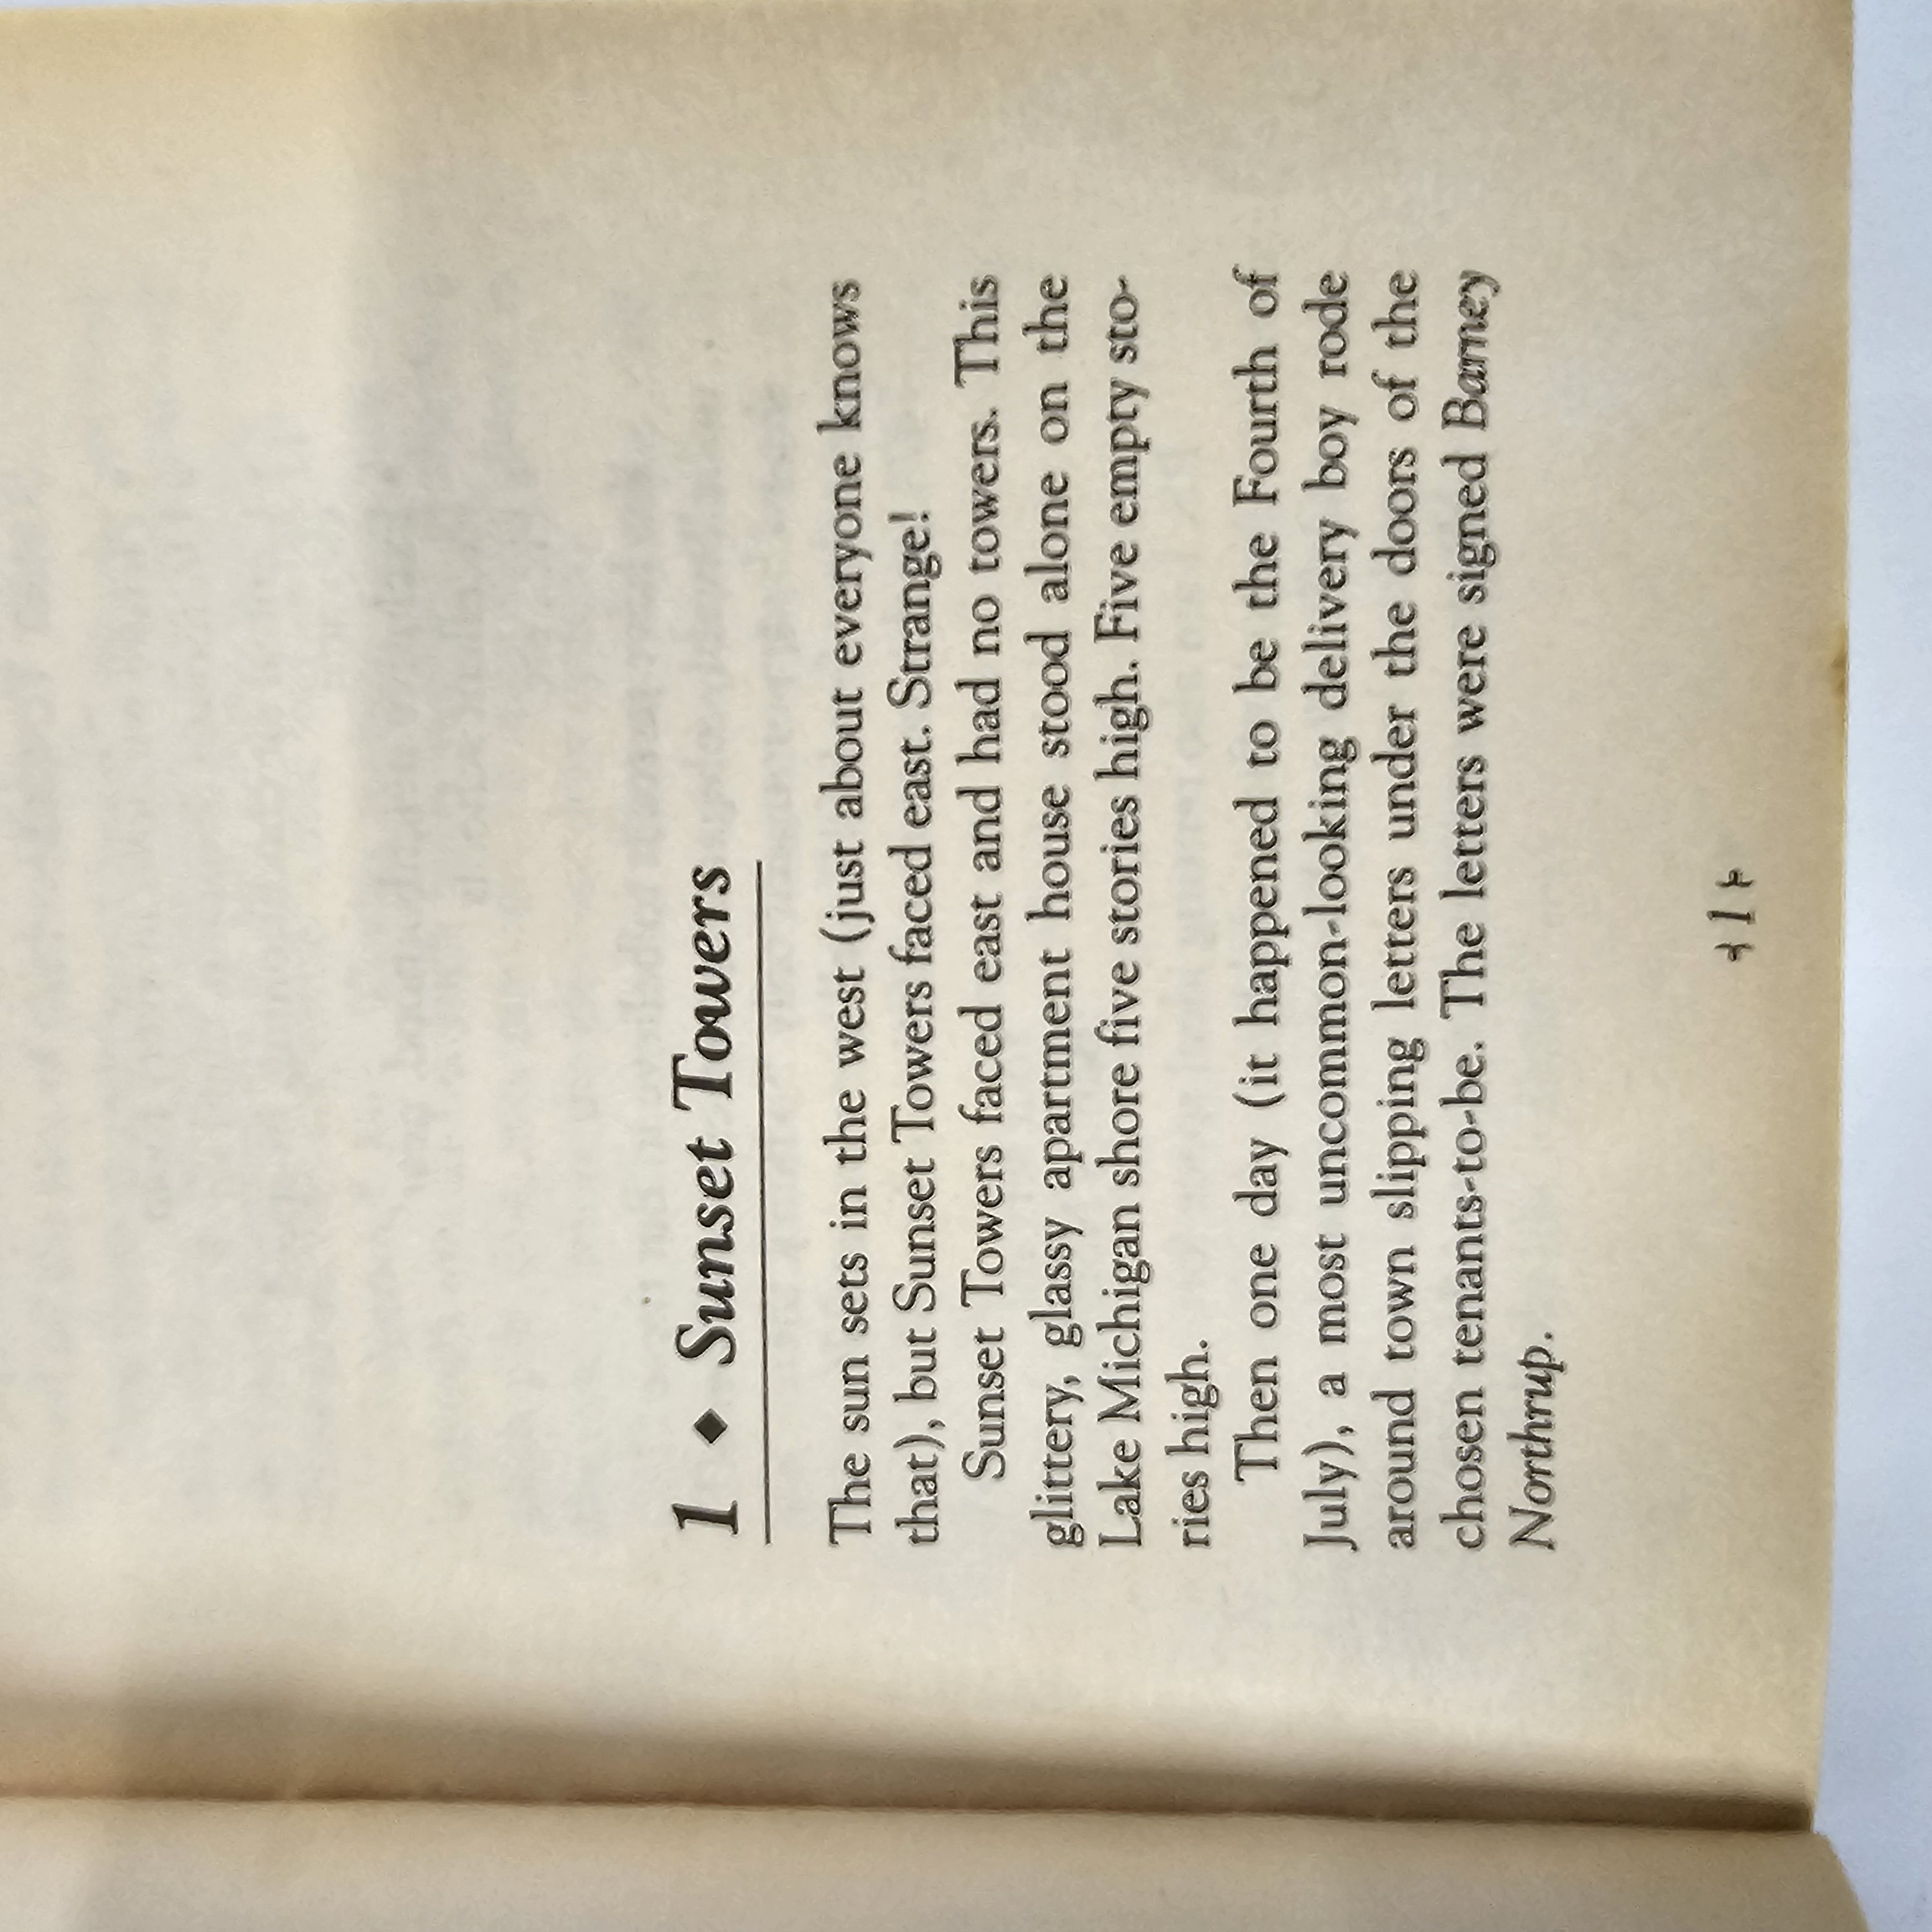 1 ◆ Sunset Towers
The sun sets in the west (just about everyone knows
that), but Sunset Towers faced east. Strange!
Sunset Towers faced east and had no towers. This
glittery, glassy apartment house stood alone on the
Lake Michigan shore five stories high. Five empty sto-
ries high.
Then one day (it happened to be the Fourth of
July), a most uncommon-looking delivery boy rode
around town slipping letters under the doors of the
chosen tenants-to-be. The letters were signed Barney
Northrup.
1